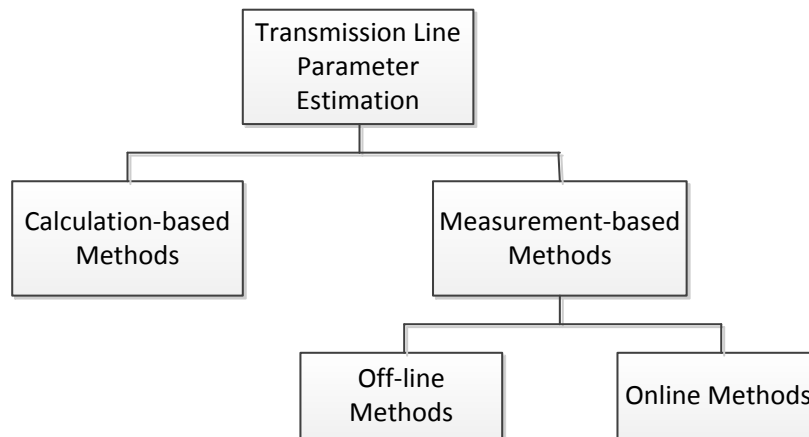 Transmission Line
Parameter
Estimation
Calculation-based
Methods
Measurement-based
Methods
Off-line
Methods
Online Methods